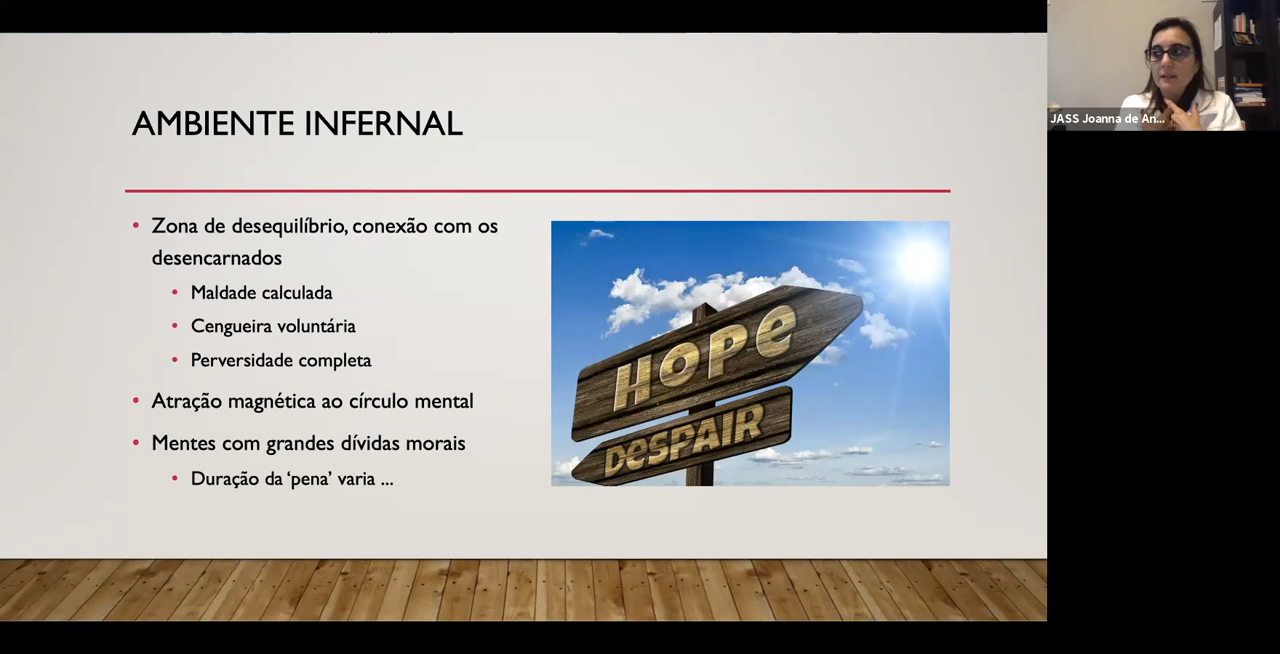 AMBIENTE INFERNAL
• Zona de desequilíbrio, conexão com os
desencarnados
• Maldade calculada
• Cengueira voluntária
• Perversidade completa
• Atração magnética ao círculo mental
• Mentes com grandes dívidas morais
• Duração da ‘pena’ varia ...
HOPE
DESPAIR
JASS Joanna de An...